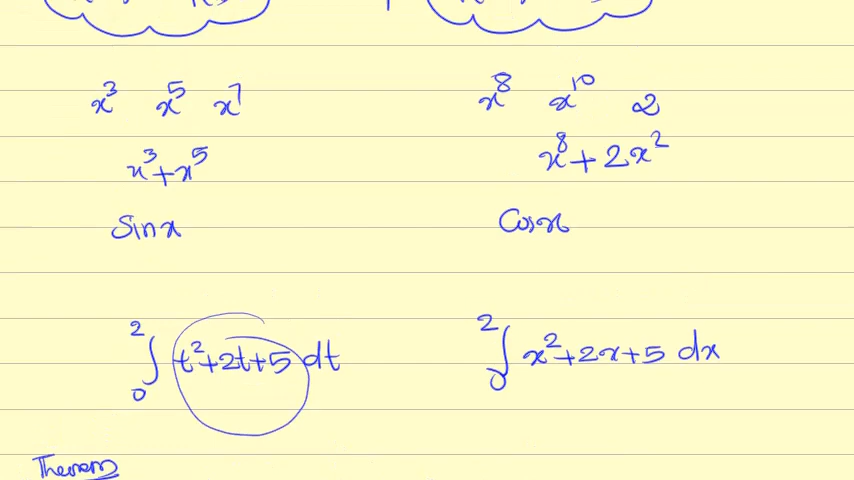 x³ x⁵ x⁷ x⁸ x¹⁰ 2
x³+x⁵ x⁸+2x²
Sinx Cosx
∫₀² t²+2t+5 dt ∫₀² x²+2x+5 dx
Theorem